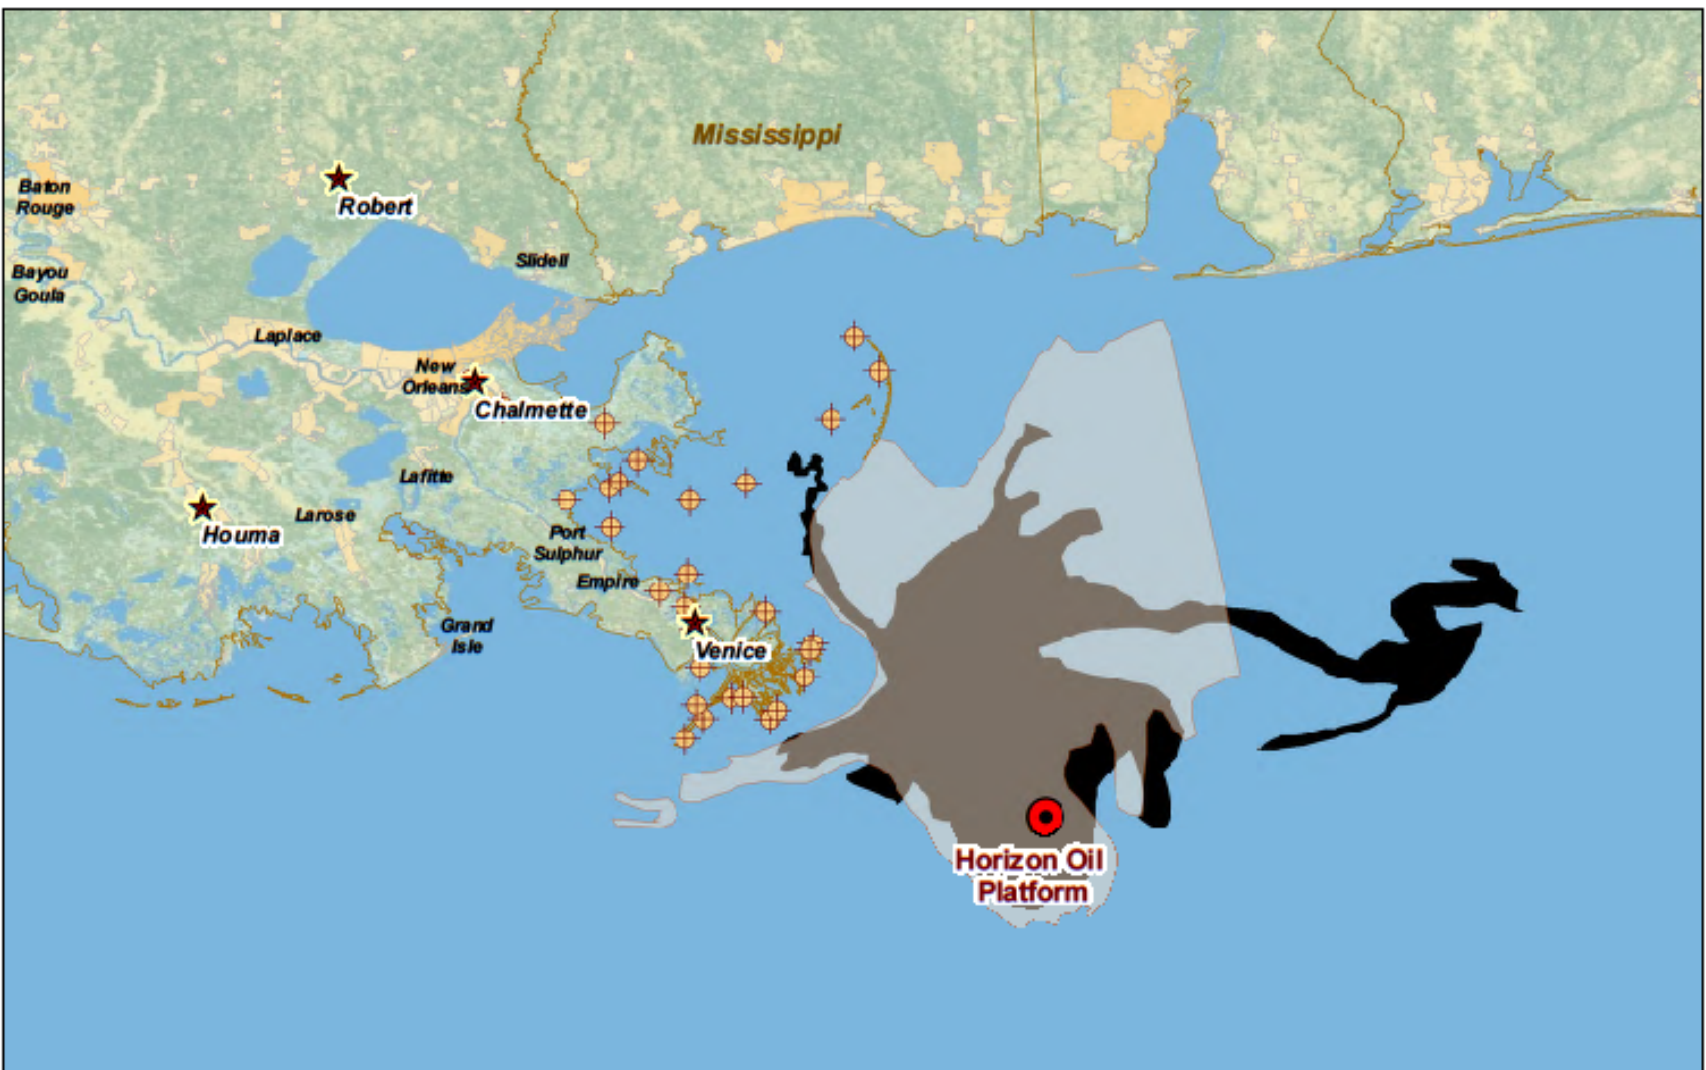 Mississippi
Baton
Rouge
Robert
Slidell
Bayou
Goula
Laplace
New
Orleans
Chalmette
Lafitte
Larose
Houma
Port
Sulphur
Empire
Grand
Isle
Venice
Horizon Oil
Platform